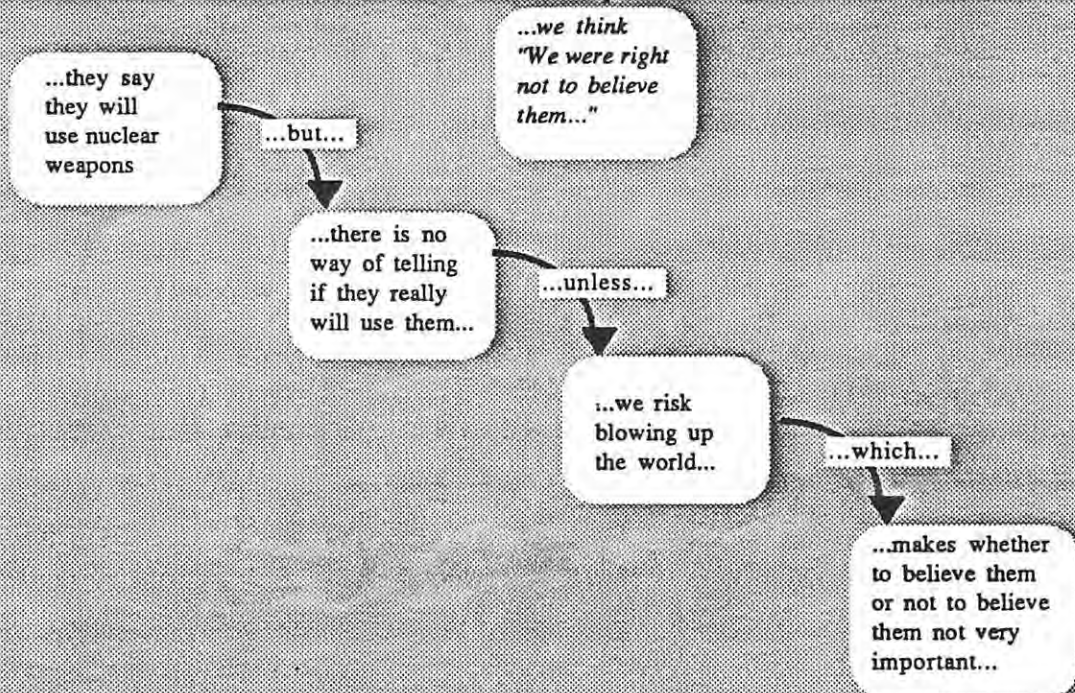 ...we think
"We were right
not to believe
them..."
...they say
they will
use nuclear
weapons
...but...
...there is no
way of telling
if they really
will use them...
...unless...
...we risk
blowing up
the world...
...which...
...makes whether
to believe them
or not to believe
them not very
important...